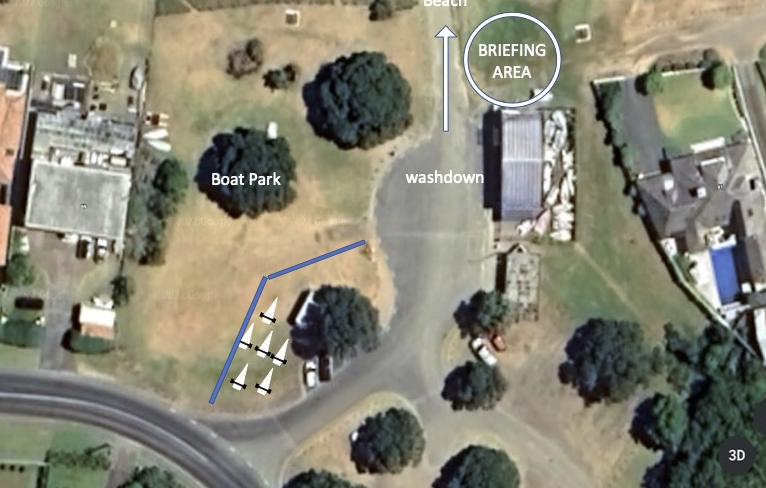 Beach
BRIEFING
AREA
Boat Park
washdown
3D